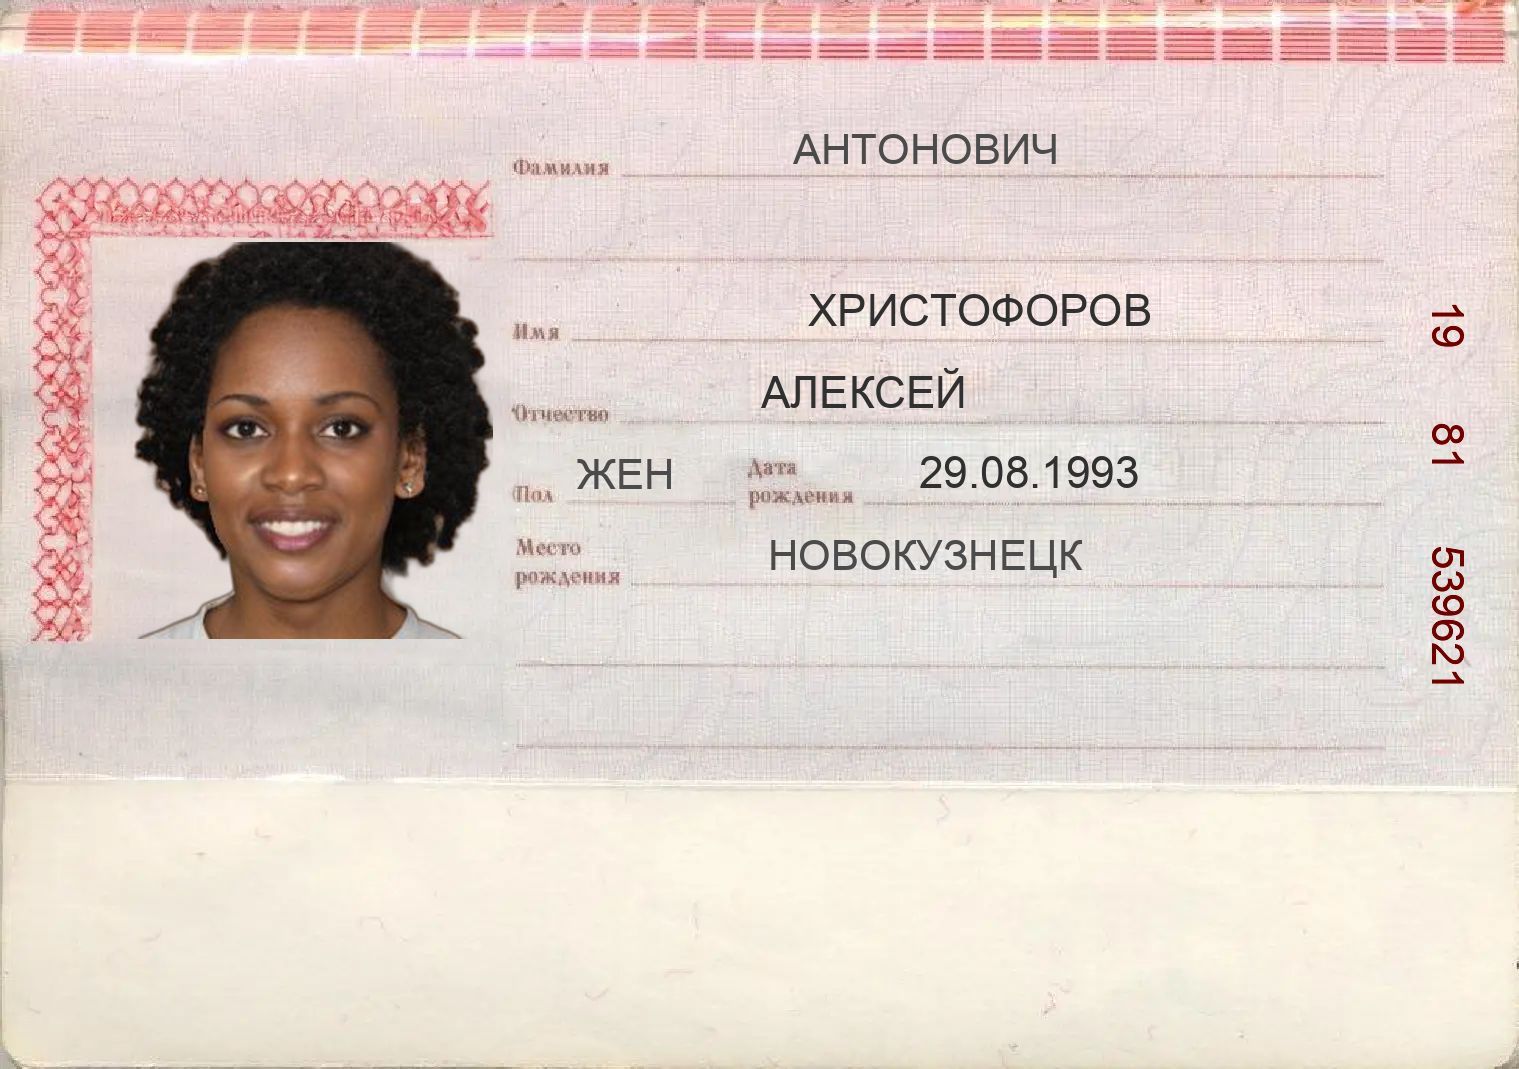 Фамилия АНТОНОВИЧ
Имя ХРИСТОФОРОВ
Отчество АЛЕКСЕЙ
Пол ЖЕН Дата рождения 29.08.1993
Место рождения НОВОКУЗНЕЦК
19 81 539621